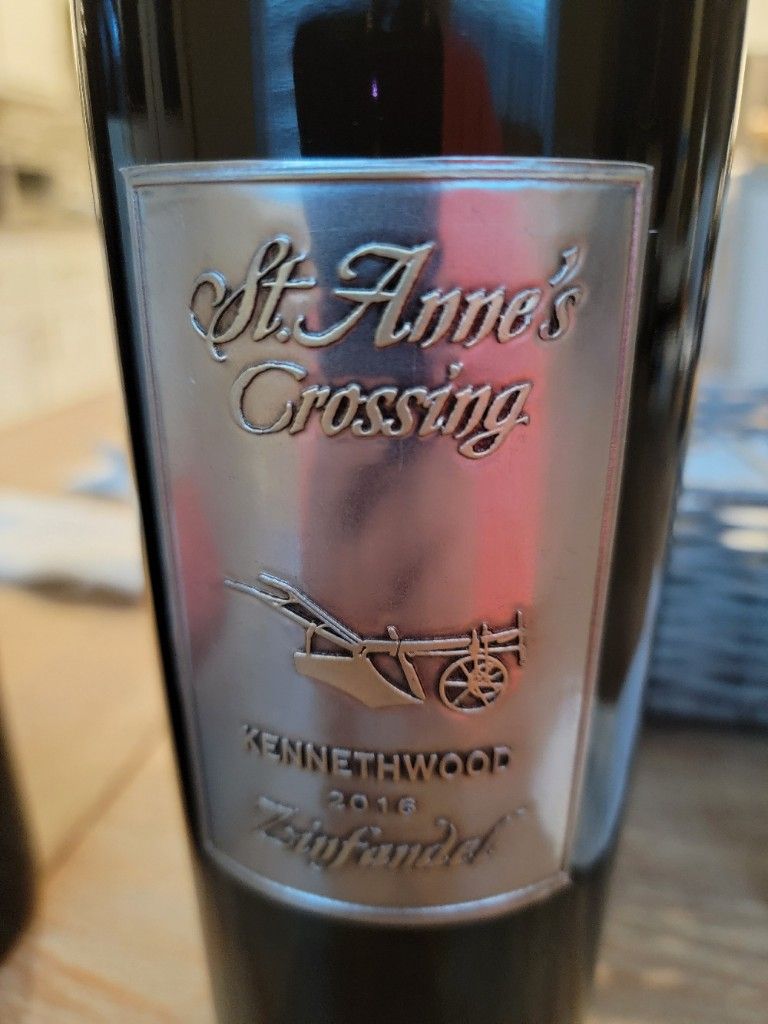 St. Anne's
Crossing
KENNETHWOOD
2016
Zinfandel